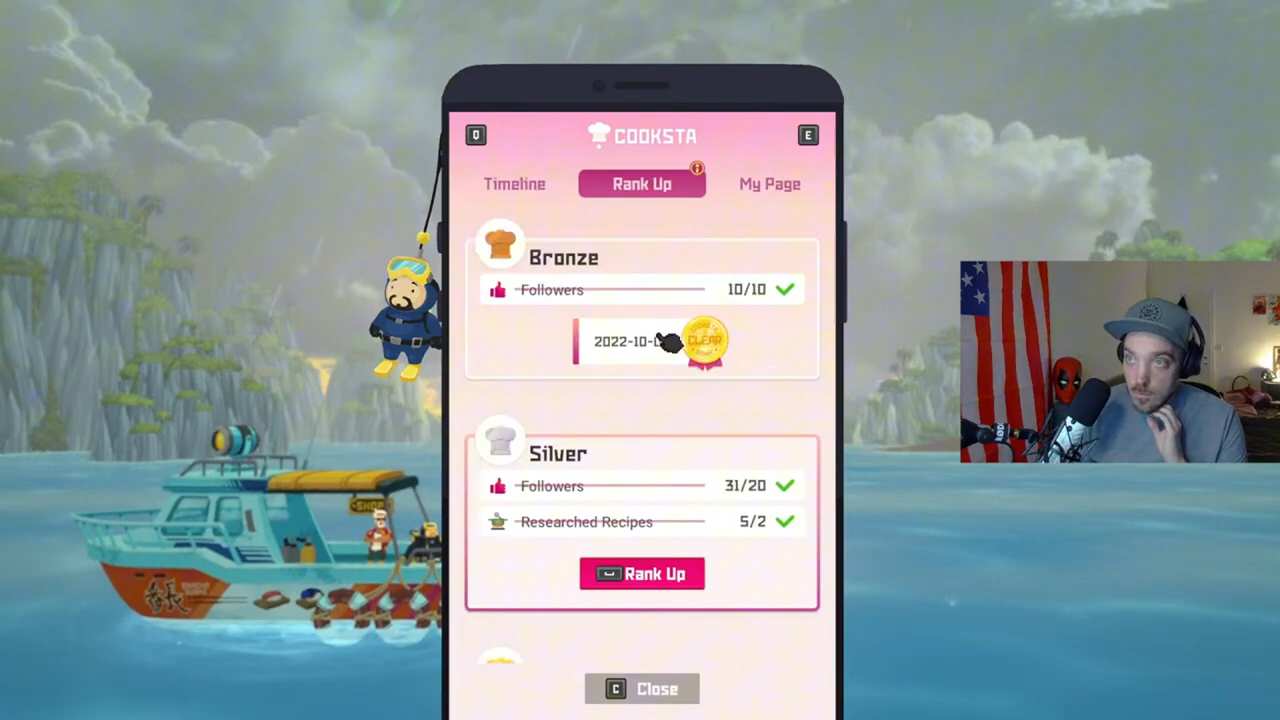 Q
COOKSTA
E
Timeline
Rank Up
My Page
Bronze
Followers
10/10
2022-10-
CLEAR
Silver
Followers
31/20
Researched Recipes
5/2
Rank Up
C Close
SHOP